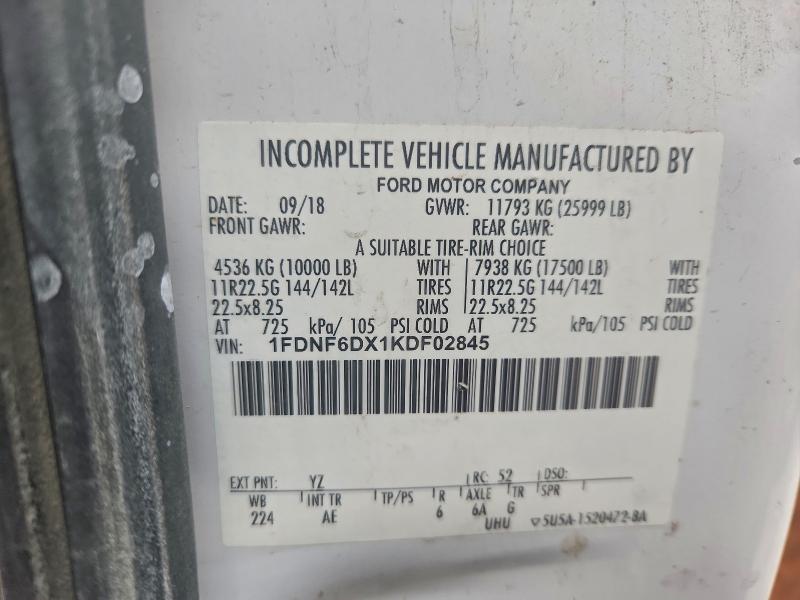 INCOMPLETE VEHICLE MANUFACTURED BY
FORD MOTOR COMPANY
DATE: 09/18 GVWR: 11793 KG (25999 LB)
FRONT GAWR: REAR GAWR:
A SUITABLE TIRE-RIM CHOICE
4536 KG (10000 LB) WITH 7938 KG (17500 LB) WITH
11R22.5G 144/142L TIRES 11R22.5G 144/142L TIRES
22.5x8.25 RIMS 22.5x8.25 RIMS
AT 725 kPa/ 105 PSI COLD AT 725 kPa/105 PSI COLD
VIN: 1FDNF6DX1KDF02845
EXT PNT: YZ RC: 52 DSO:
WB INT TR TP/PS R AXLE TR SPR
224 AE 6 6A G
UHU 5U5A-1520472-BA